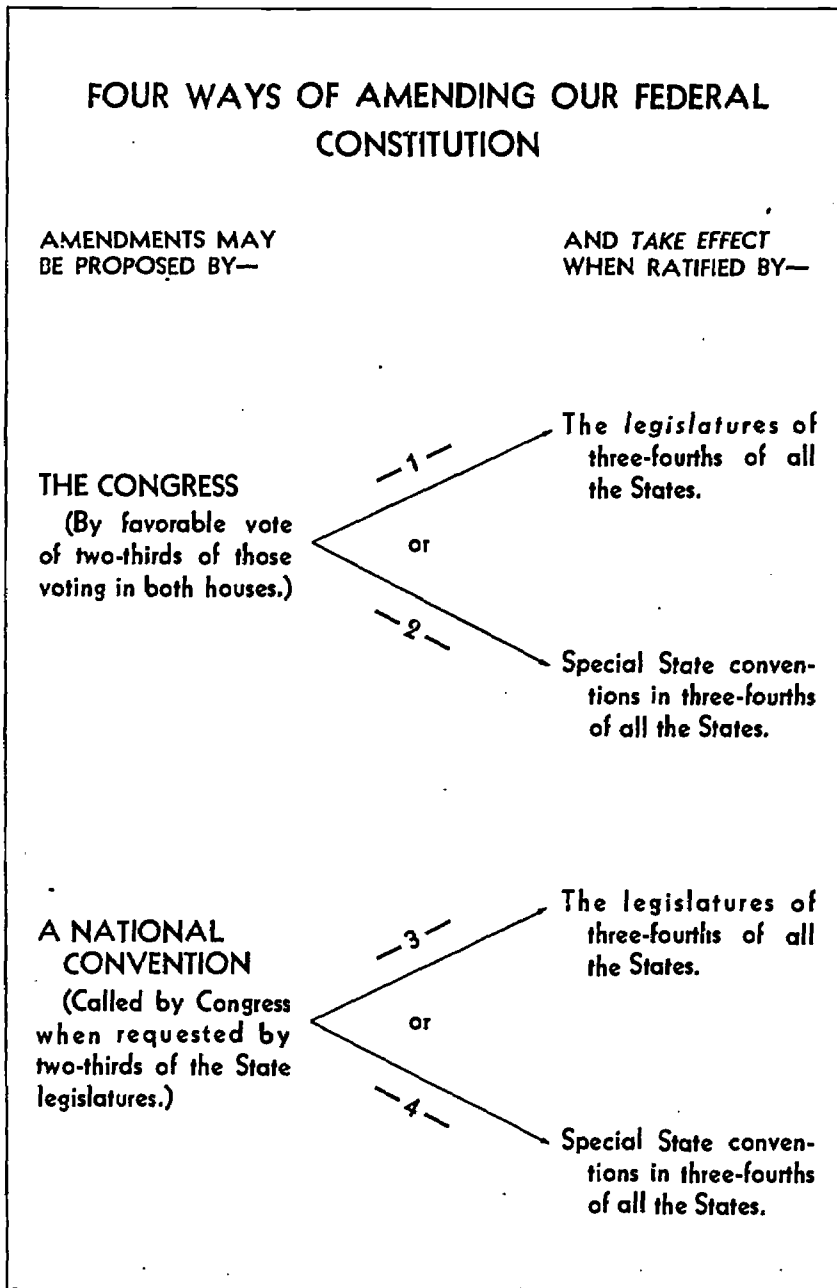 FOUR WAYS OF AMENDING OUR FEDERAL
CONSTITUTION
AMENDMENTS MAY
BE PROPOSED BY—
AND TAKE EFFECT
WHEN RATIFIED BY—
THE CONGRESS
(By favorable vote
of two-thirds of those
voting in both houses.)
—1—
or
—2—
The legislatures of
three-fourths of all
the States.
Special State conven-
tions in three-fourths
of all the States.
A NATIONAL
CONVENTION
(Called by Congress
when requested by
two-thirds of the State
legislatures.)
—3—
or
—4—
The legislatures of
three-fourths of all
the States.
Special State conven-
tions in three-fourths
of all the States.